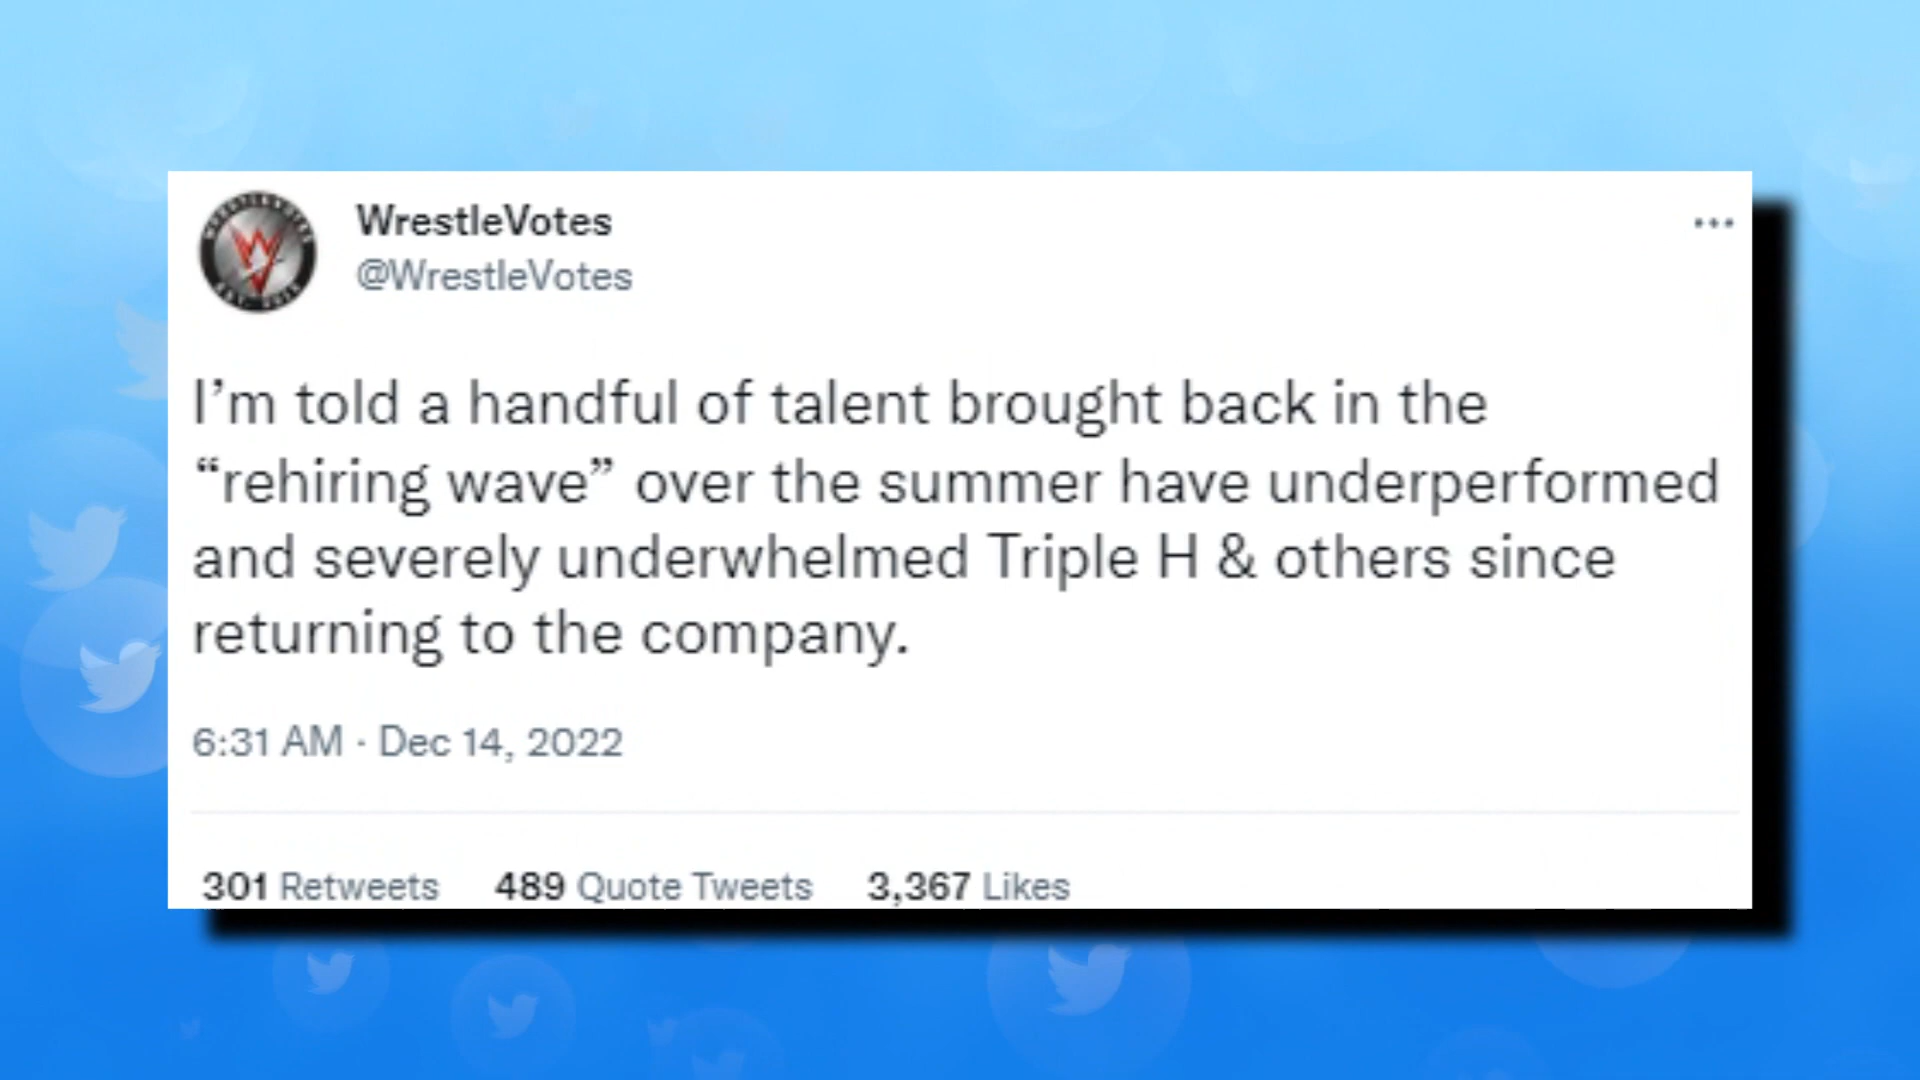 WrestleVotes
@WrestleVotes
I’m told a handful of talent brought back in the
“rehiring wave” over the summer have underperformed
and severely underwhelmed Triple H & others since
returning to the company.
6:31 AM · Dec 14, 2022
301 Retweets 489 Quote Tweets 3,367 Likes